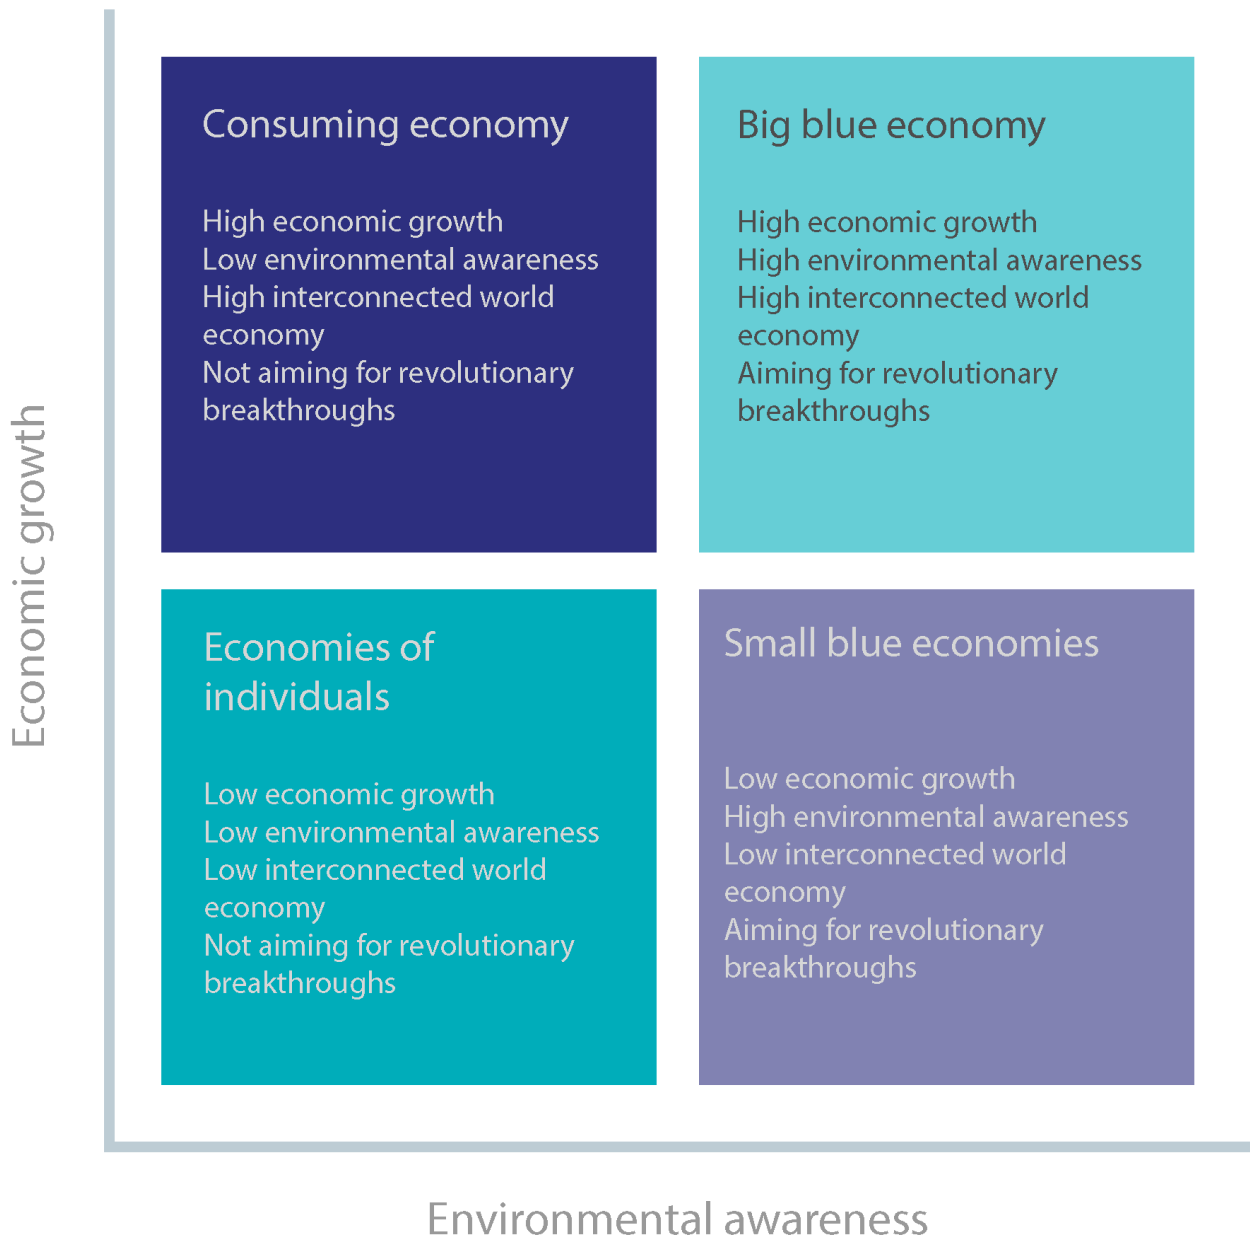 Economic growth
Consuming economy
High economic growth
Low environmental awareness
High interconnected world
economy
Not aiming for revolutionary
breakthroughs
Big blue economy
High economic growth
High environmental awareness
High interconnected world
economy
Aiming for revolutionary
breakthroughs
Economies of
individuals
Low economic growth
Low environmental awareness
Low interconnected world
economy
Not aiming for revolutionary
breakthroughs
Small blue economies
Low economic growth
High environmental awareness
Low interconnected world
economy
Aiming for revolutionary
breakthroughs
Environmental awareness